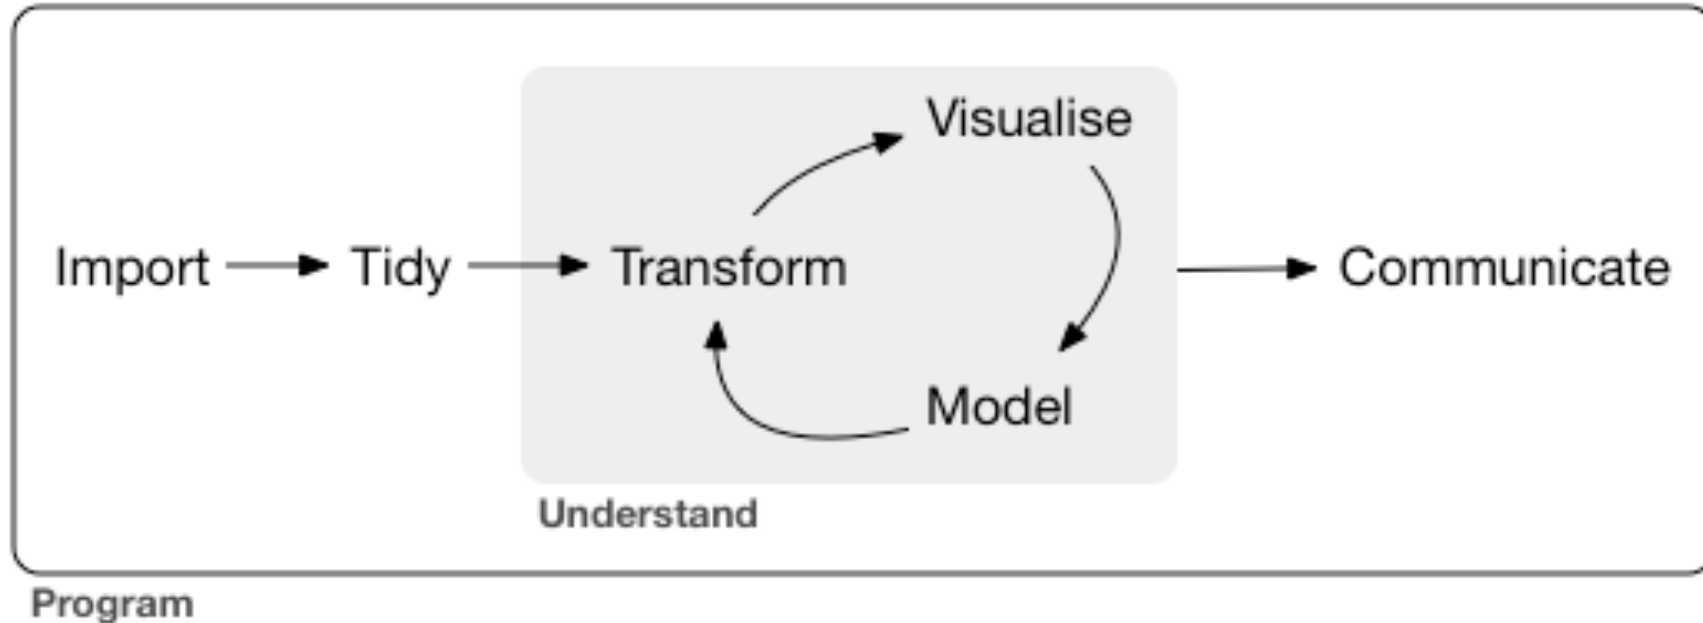 Visualise
Import Tidy Transform Communicate
Model
Understand
Program